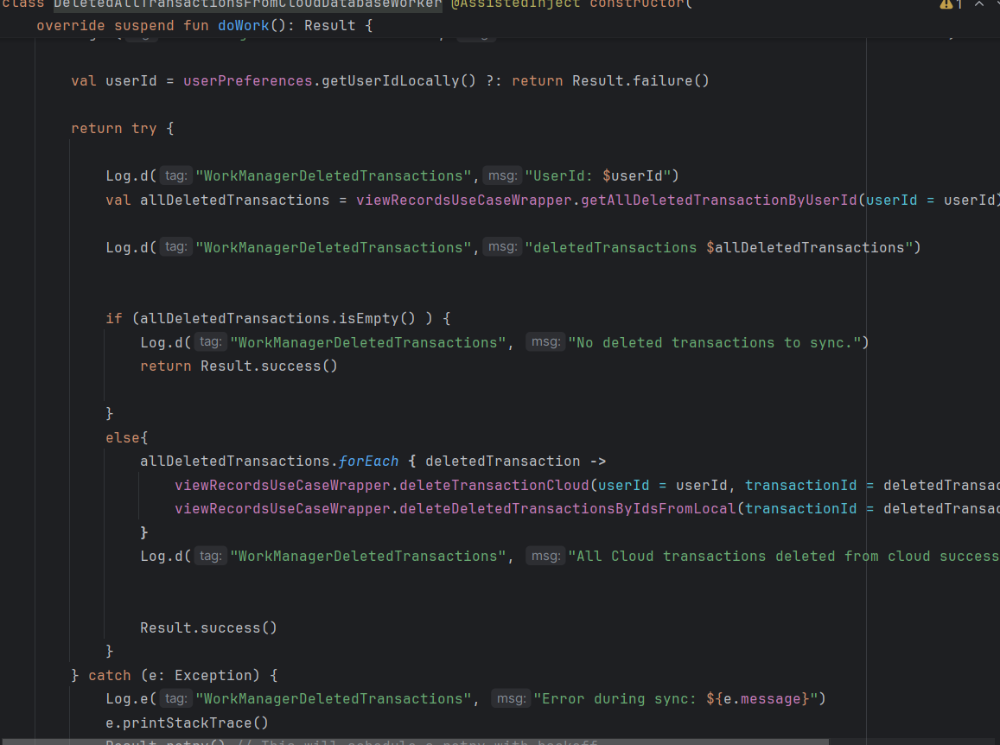 class DeletedAllTransactionsFromCloudDatabaseWorker @AssistedInject constructor( 1
override suspend fun doWork(): Result {
val userId = userPreferences.getUserIdLocally() ?: return Result.failure()
return try {
Log.d( tag: "WorkManagerDeletedTransactions", msg: "UserId: $userId")
val allDeletedTransactions = viewRecordsUseCaseWrapper.getAllDeletedTransactionByUserId(userId = userId)
Log.d( tag: "WorkManagerDeletedTransactions", msg: "deletedTransactions $allDeletedTransactions")
if (allDeletedTransactions.isEmpty() ) {
Log.d( tag: "WorkManagerDeletedTransactions", msg: "No deleted transactions to sync.")
return Result.success()
}
else{
allDeletedTransactions.forEach { deletedTransaction ->
viewRecordsUseCaseWrapper.deleteTransactionCloud(userId = userId, transactionId = deletedTransac
viewRecordsUseCaseWrapper.deleteDeletedTransactionsByIdsFromLocal(transactionId = deletedTransac
}
Log.d( tag: "WorkManagerDeletedTransactions", msg: "All Cloud transactions deleted from cloud success
Result.success()
}
} catch (e: Exception) {
Log.e( tag: "WorkManagerDeletedTransactions", msg: "Error during sync: ${e.message}")
e.printStackTrace()
Result.retry() // This will schedule a retry with backoff